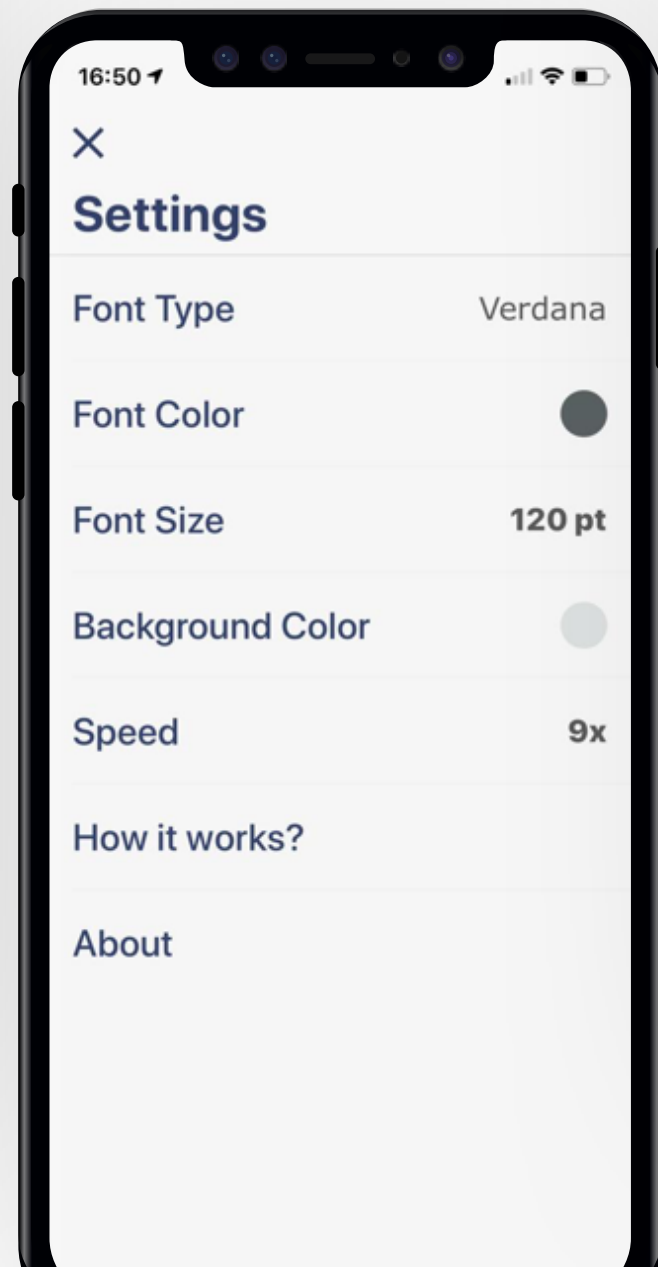 16:50
Settings
Font Type Verdana
Font Color
Font Size 120 pt
Background Color
Speed 9x
How it works?
About